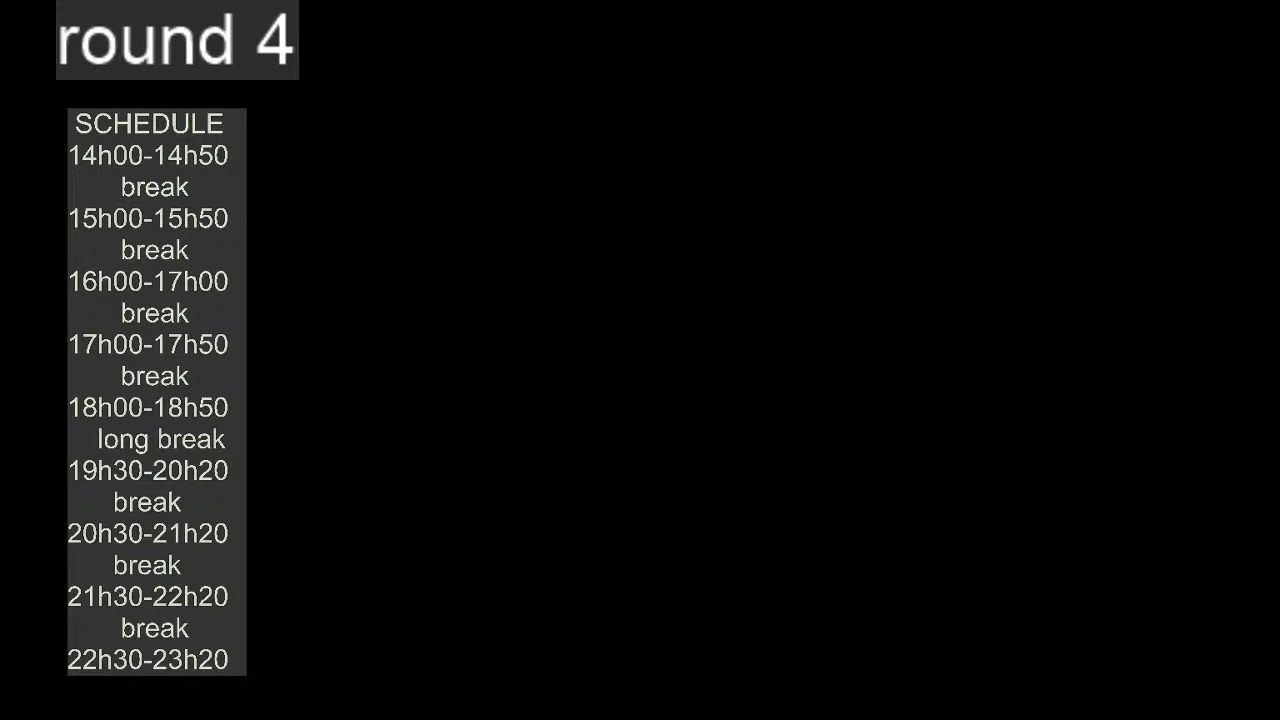 round 4
SCHEDULE
14h00-14h50
break
15h00-15h50
break
16h00-17h00
break
17h00-17h50
break
18h00-18h50
long break
19h30-20h20
break
20h30-21h20
break
21h30-22h20
break
22h30-23h20